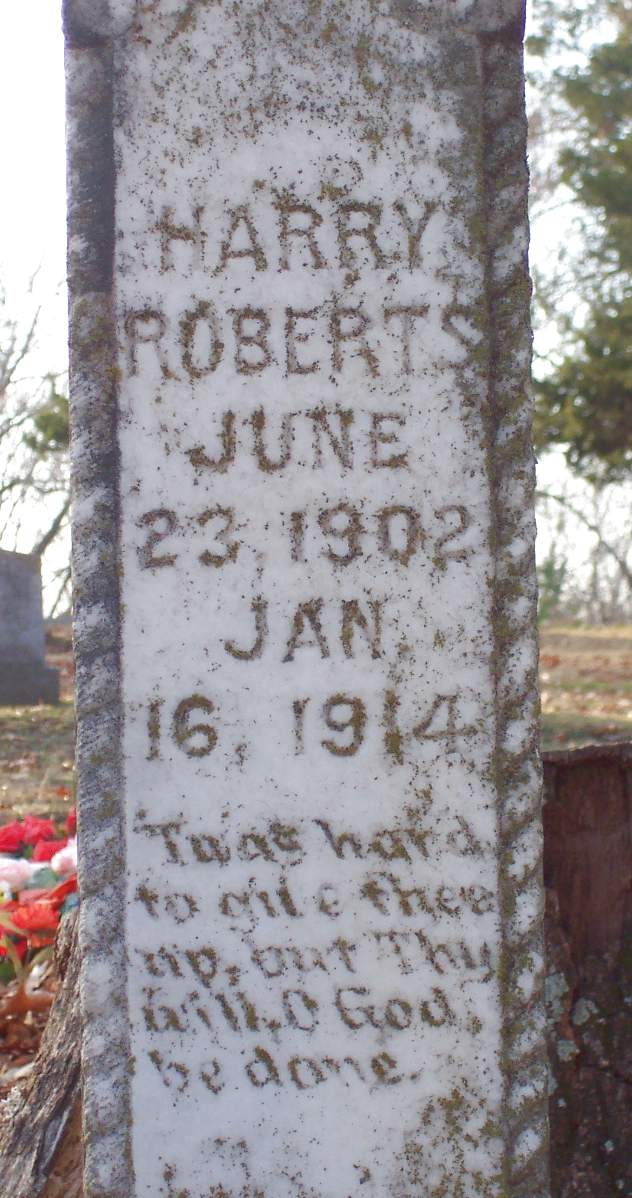 HARRY
ROBERTS
JUNE
23, 1902
JAN
16, 1914
'Twas hard
to give thee
up, but Thy
will, O God,
be done.